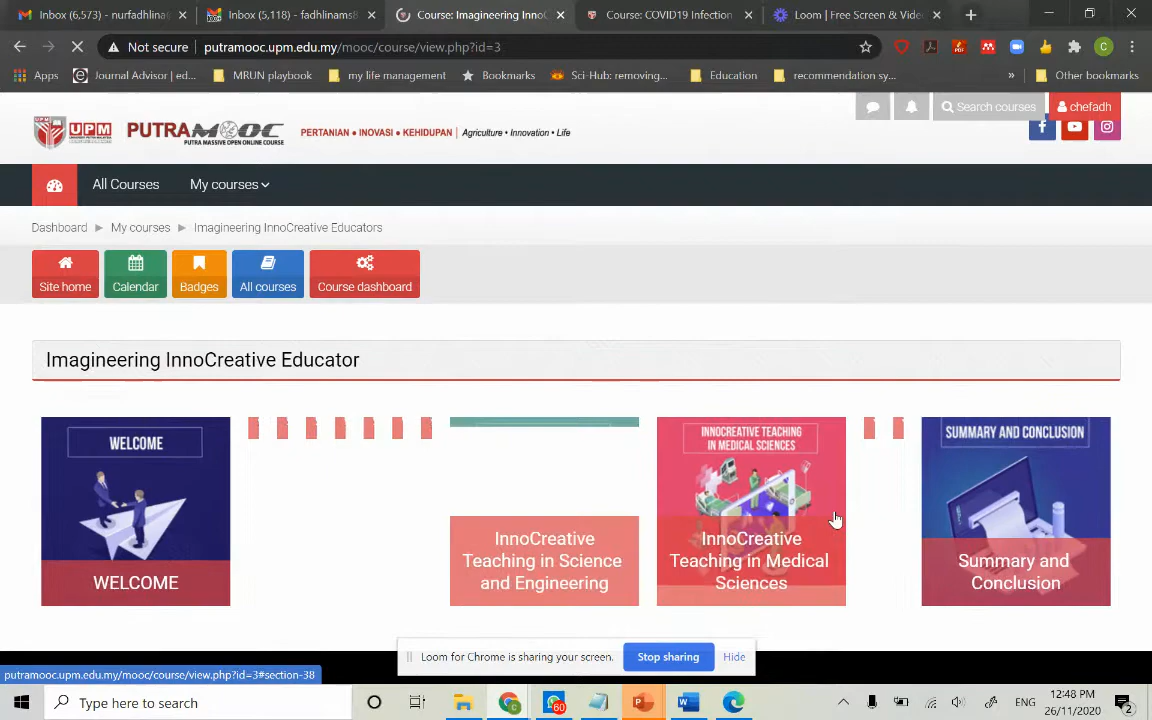 Inbox (6,573) - nurfadhlina
Inbox (5,118) - fadhlinams8
Course: Imagineering Inno
Course: COVID19 Infection
Loom | Free Screen & Vide
Not secure
putramooc.upm.edu.my/mooc/course/view.php?id=3
C
Apps
Journal Advisor | ed...
MRUN playbook
my life management
Bookmarks
Sci-Hub: removing...
Education
recommendation sy...
»
Other bookmarks
Search courses
chefadh
UPM
PUTRAMOOC
PUTRA MASSIVE OPEN ONLINE COURSE
PERTANIAN ● INOVASI ● KEHIDUPAN | Agriculture • Innovation • Life
All Courses
My courses
Dashboard ► My courses ► Imagineering InnoCreative Educators
Site home
Calendar
Badges
All courses
Course dashboard
Imagineering InnoCreative Educator
WELCOME
WELCOME
InnoCreative
Teaching in Science
and Engineering
INNOCREATIVE TEACHING
IN MEDICAL SCIENCES
InnoCreative
Teaching in Medical
Sciences
SUMMARY AND CONCLUSION
Summary and
Conclusion
Loom for Chrome is sharing your screen.
Stop sharing
Hide
putramooc.upm.edu.my/mooc/course/view.php?id=3#section-38
Type here to search
60
ENG
12:48 PM
26/11/2020
2